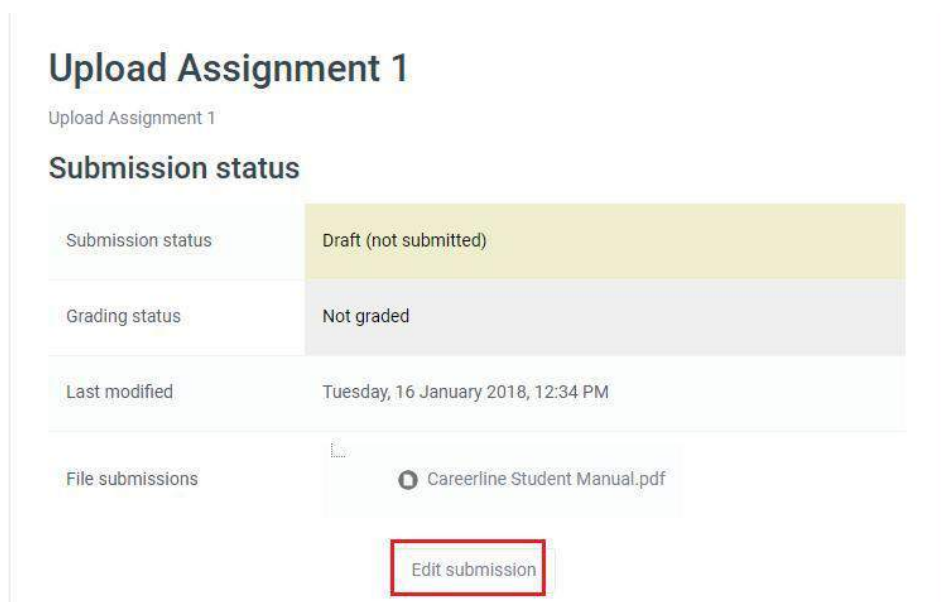 Upload Assignment 1
Upload Assignment 1
Submission status
Submission status Draft (not submitted)
Grading status Not graded
Last modified Tuesday, 16 January 2018, 12:34 PM
File submissions Careerline Student Manual.pdf
Edit submission